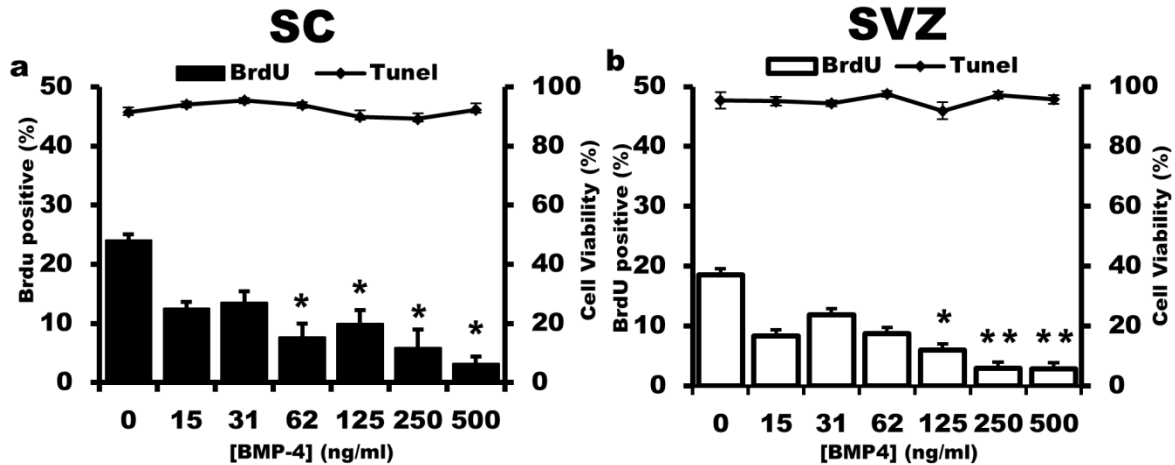 SC
SVZ
a
BrdU
Tunel
b
BrdU
Tunel
Brdu positive (%)
50
40
30
20
10
0
100
80
60
40
20
0
Cell Viability (%)
* * * *
0 15 31 62 125 250 500
[BMP-4] (ng/ml)
BrdU positive (%)
50
40
30
20
10
0
100
80
60
40
20
0
Cell Viability (%)
* ** **
0 15 31 62 125 250 500
[BMP4] (ng/ml)